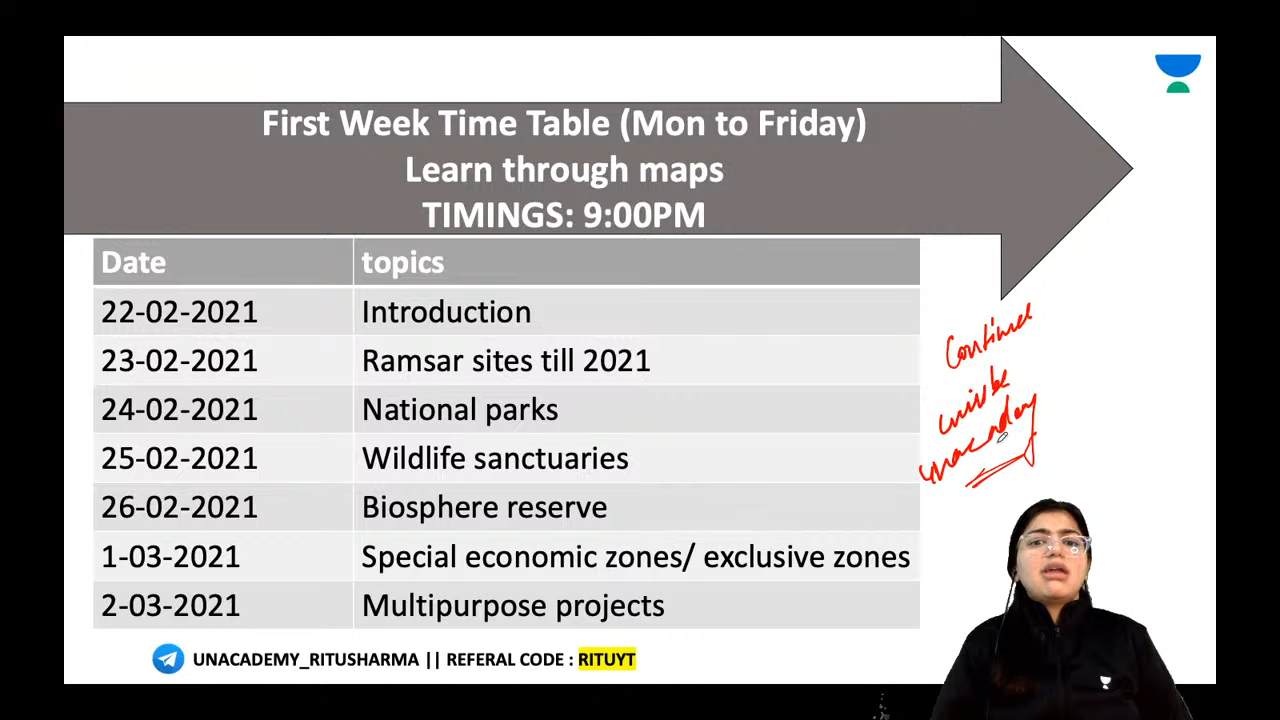 First Week Time Table (Mon to Friday)
Learn through maps
TIMINGS: 9:00PM
Date topics
22-02-2021 Introduction
23-02-2021 Ramsar sites till 2021
24-02-2021 National parks
25-02-2021 Wildlife sanctuaries
26-02-2021 Biosphere reserve
1-03-2021 Special economic zones/ exclusive zones
2-03-2021 Multipurpose projects
will be
unacademy
UNACADEMY_RITUSHARMA || REFERAL CODE : RITUYT